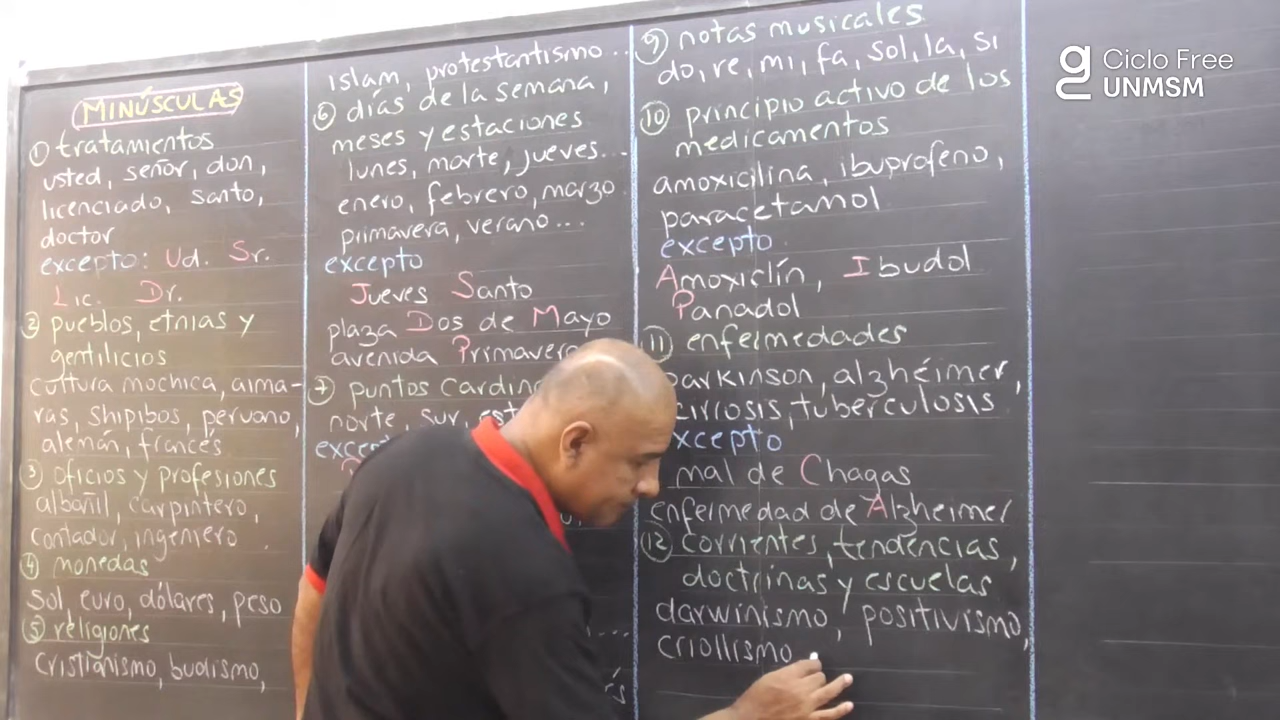 MINÚSCULAS
① tratamientos
usted, señor, don,
licenciado, santo,
doctor
excepto: Ud. Sr.
Lic. Dr.
② pueblos, etnias y
gentilicios
cultura mochica, aima-
ras, shipibos, peruano,
alemán, francés
③ oficios y profesiones
albañil, carpintero,
contador, ingeniero
④ monedas
sol, euro, dólares, peso
⑤ religiones
cristianismo, budismo,
islam, protestantismo...
⑥ días de la semana,
meses y estaciones
lunes, marte, jueves...
enero, febrero, marzo
primavera, verano...
excepto
Jueves Santo
plaza Dos de Mayo
avenida Primavera
⑦ puntos
norte, sur,
⑨ notas musicales
do, re, mi, fa, sol, la, si
⑩ principio activo de los
medicamentos
amoxicilina, ibuprofeno,
paracetamol
excepto
Amoxiclín, Ibudol
Panadol
⑪ enfermedades
parkinson, alzhéimer,
cirrosis, tuberculosis
excepto
mal de Chagas
enfermedad de Alzheimer
⑫ corrientes, tendencias,
doctrinas y escuelas
darwinismo, positivismo,
criollismo
Ciclo Free
UNMSM